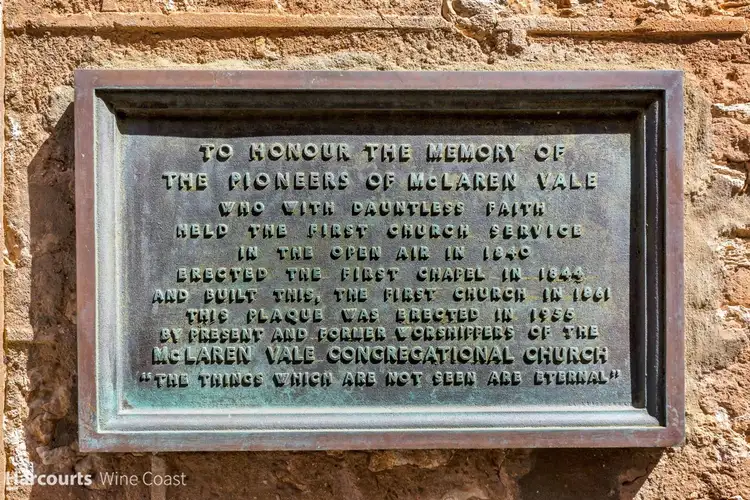 TO HONOUR THE MEMORY OF
THE PIONEERS OF McLAREN VALE
WHO WITH DAUNTLESS FAITH
HELD THE FIRST CHURCH SERVICE
IN THE OPEN AIR IN 1840
ERECTED THE FIRST CHAPEL IN 1844
AND BUILT THIS, THE FIRST CHURCH IN 1861
THIS PLAQUE WAS ERECTED IN 1955
BY PRESENT AND FORMER WORSHIPPERS OF THE
McLAREN VALE CONGREGATIONAL CHURCH
"THE THINGS WHICH ARE NOT SEEN ARE ETERNAL"
Harcourts Wine Coast